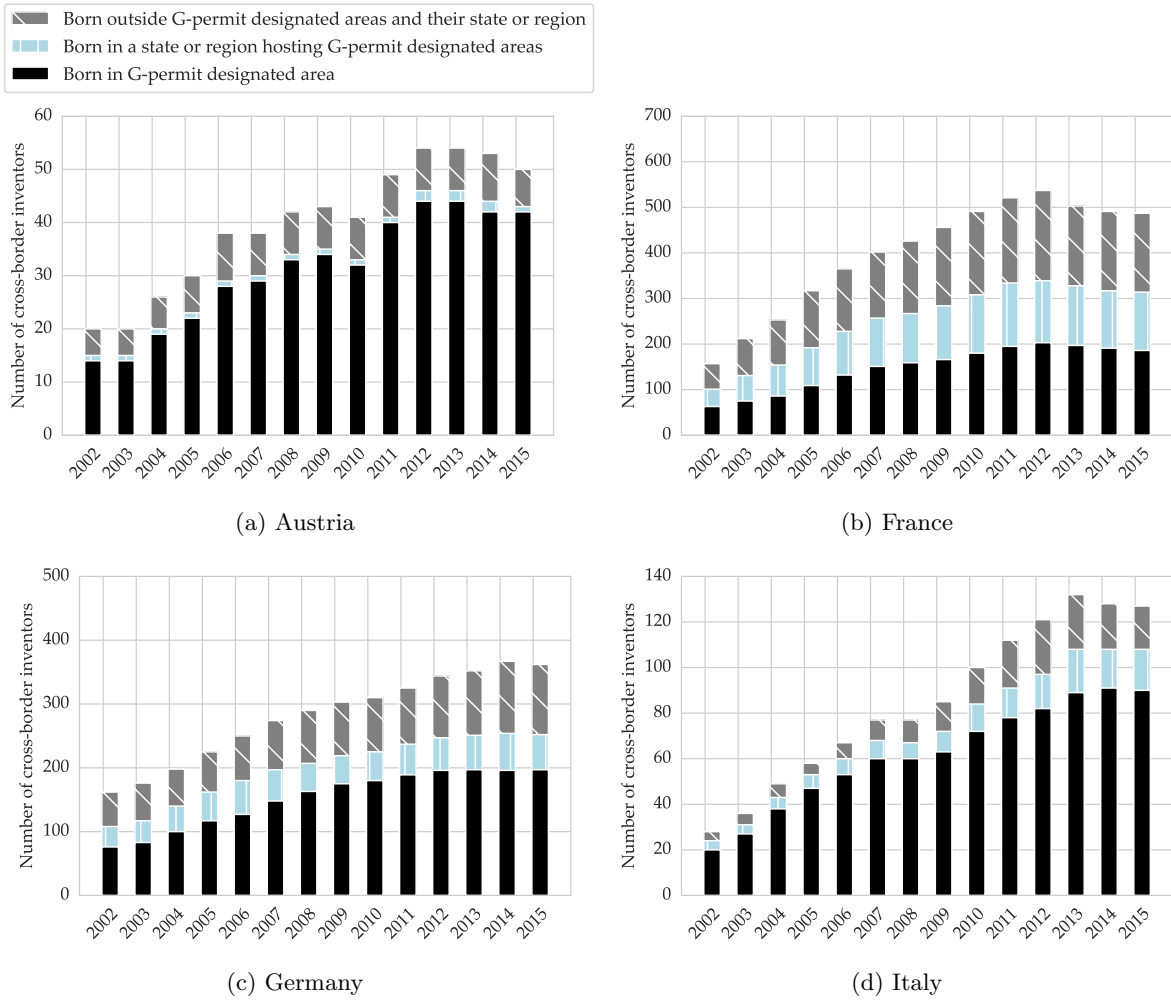 Born outside G-permit designated areas and their state or region
Born in a state or region hosting G-permit designated areas
Born in G-permit designated area
Number of cross-border inventors
60
50
40
30
20
10
0
2002 2003 2004 2005 2006 2007 2008 2009 2010 2011 2012 2013 2014 2015
(a) Austria
Number of cross-border inventors
700
600
500
400
300
200
100
0
2002 2003 2004 2005 2006 2007 2008 2009 2010 2011 2012 2013 2014 2015
(b) France
Number of cross-border inventors
500
400
300
200
100
0
2002 2003 2004 2005 2006 2007 2008 2009 2010 2011 2012 2013 2014 2015
(c) Germany
Number of cross-border inventors
140
120
100
80
60
40
20
0
2002 2003 2004 2005 2006 2007 2008 2009 2010 2011 2012 2013 2014 2015
(d) Italy